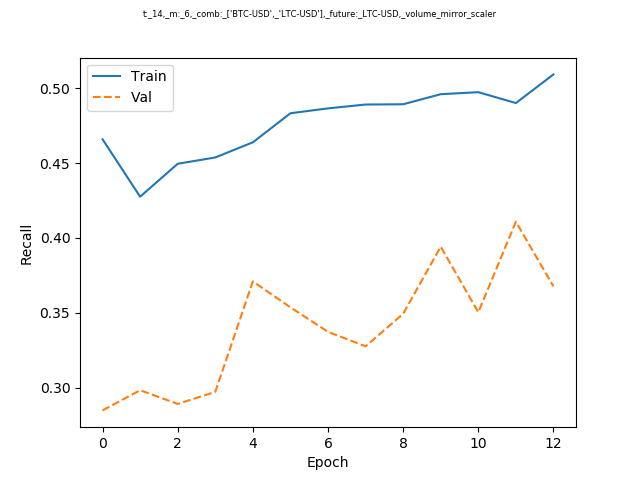 t:_14,_m:_6,_comb:_['BTC-USD',_'LTC-USD'],_future:_LTC-USD,_volume_mirror_scaler
Train
Val
0.50
0.45
0.40
0.35
0.30
Recall
0 2 4 6 8 10 12
Epoch